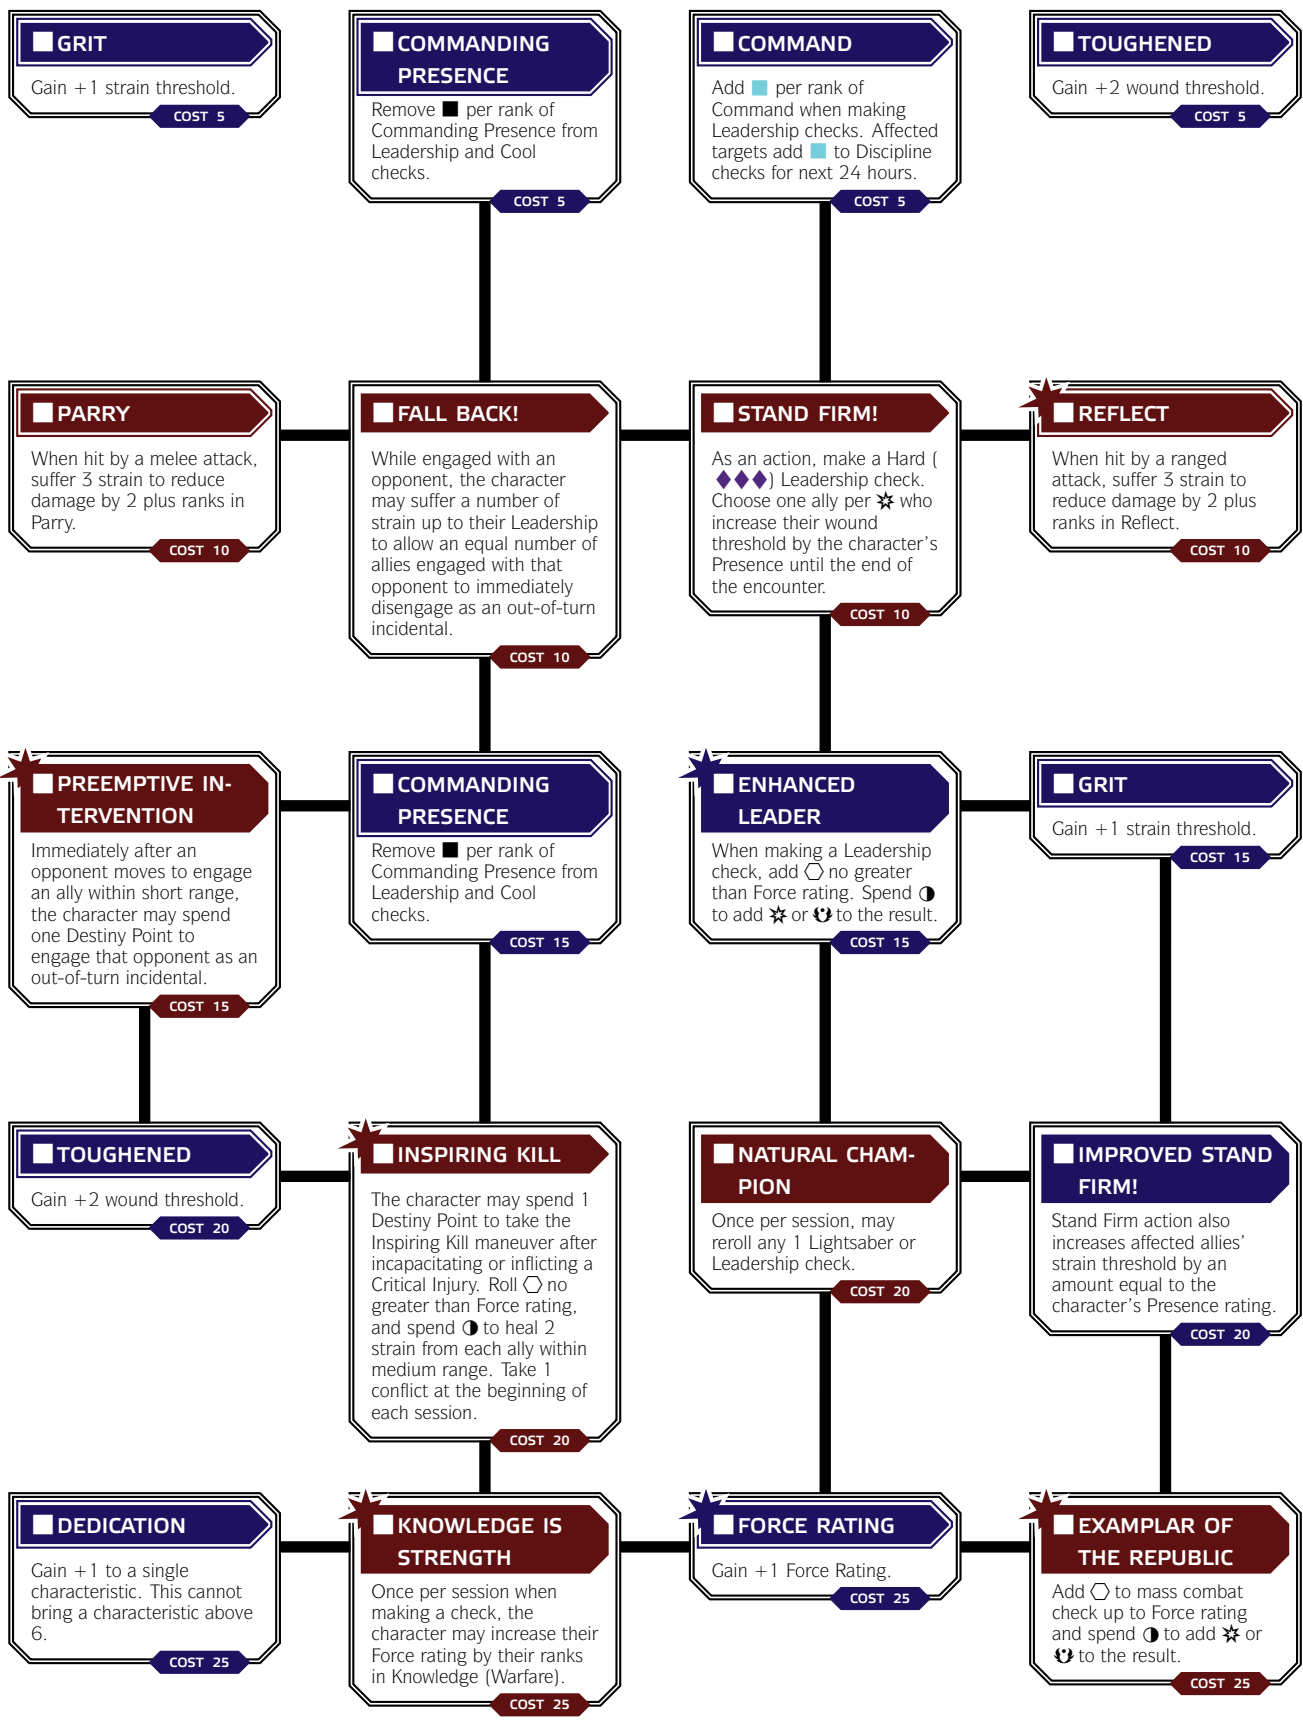 GRIT
Gain +1 strain threshold.
COST 5
COMMANDING
PRESENCE
Remove ■ per rank of
Commanding Presence from
Leadership and Cool
checks.
COST 5
COMMAND
Add ■ per rank of
Command when making
Leadership checks. Affected
targets add ■ to Discipline
checks for next 24 hours.
COST 5
TOUGHENED
Gain +2 wound threshold.
COST 5
PARRY
When hit by a melee attack,
suffer 3 strain to reduce
damage by 2 plus ranks in
Parry.
COST 10
FALL BACK!
While engaged with an
opponent, the character
may suffer a number of
strain up to their Leadership
to allow an equal number of
allies engaged with that
opponent to immediately
disengage as an out-of-turn
incidental.
COST 10
STAND FIRM!
As an action, make a Hard (
◆◆◆) Leadership check.
Choose one ally per who
increase their wound
threshold by the character's
Presence until the end of
the encounter.
COST 10
REFLECT
When hit by a ranged
attack, suffer 3 strain to
reduce damage by 2 plus
ranks in Reflect.
COST 10
PREEMPTIVE IN-
TERVENTION
Immediately after an
opponent moves to engage
an ally within short range,
the character may spend
one Destiny Point to
engage that opponent as an
out-of-turn incidental.
COST 15
COMMANDING
PRESENCE
Remove ■ per rank of
Commanding Presence from
Leadership and Cool
checks.
COST 15
ENHANCED
LEADER
When making a Leadership
check, add ⬡ no greater
than Force rating. Spend ◑
to add or to the result.
COST 15
GRIT
Gain +1 strain threshold.
COST 15
TOUGHENED
Gain +2 wound threshold.
COST 20
INSPIRING KILL
The character may spend 1
Destiny Point to take the
Inspiring Kill maneuver after
incapacitating or inflicting a
Critical Injury. Roll ⬡ no
greater than Force rating,
and spend ◑ to heal 2
strain from each ally within
medium range. Take 1
conflict at the beginning of
each session.
COST 20
NATURAL CHAM-
PION
Once per session, may
reroll any 1 Lightsaber or
Leadership check.
COST 20
IMPROVED STAND
FIRM!
Stand Firm action also
increases affected allies'
strain threshold by an
amount equal to the
character's Presence rating.
COST 20
DEDICATION
Gain +1 to a single
characteristic. This cannot
bring a characteristic above
6.
COST 25
KNOWLEDGE IS
STRENGTH
Once per session when
making a check, the
character may increase their
Force rating by their ranks
in Knowledge (Warfare).
COST 25
FORCE RATING
Gain +1 Force Rating.
COST 25
EXAMPLAR OF
THE REPUBLIC
Add ⬡ to mass combat
check up to Force rating
and spend ◑ to add or
to the result.
COST 25